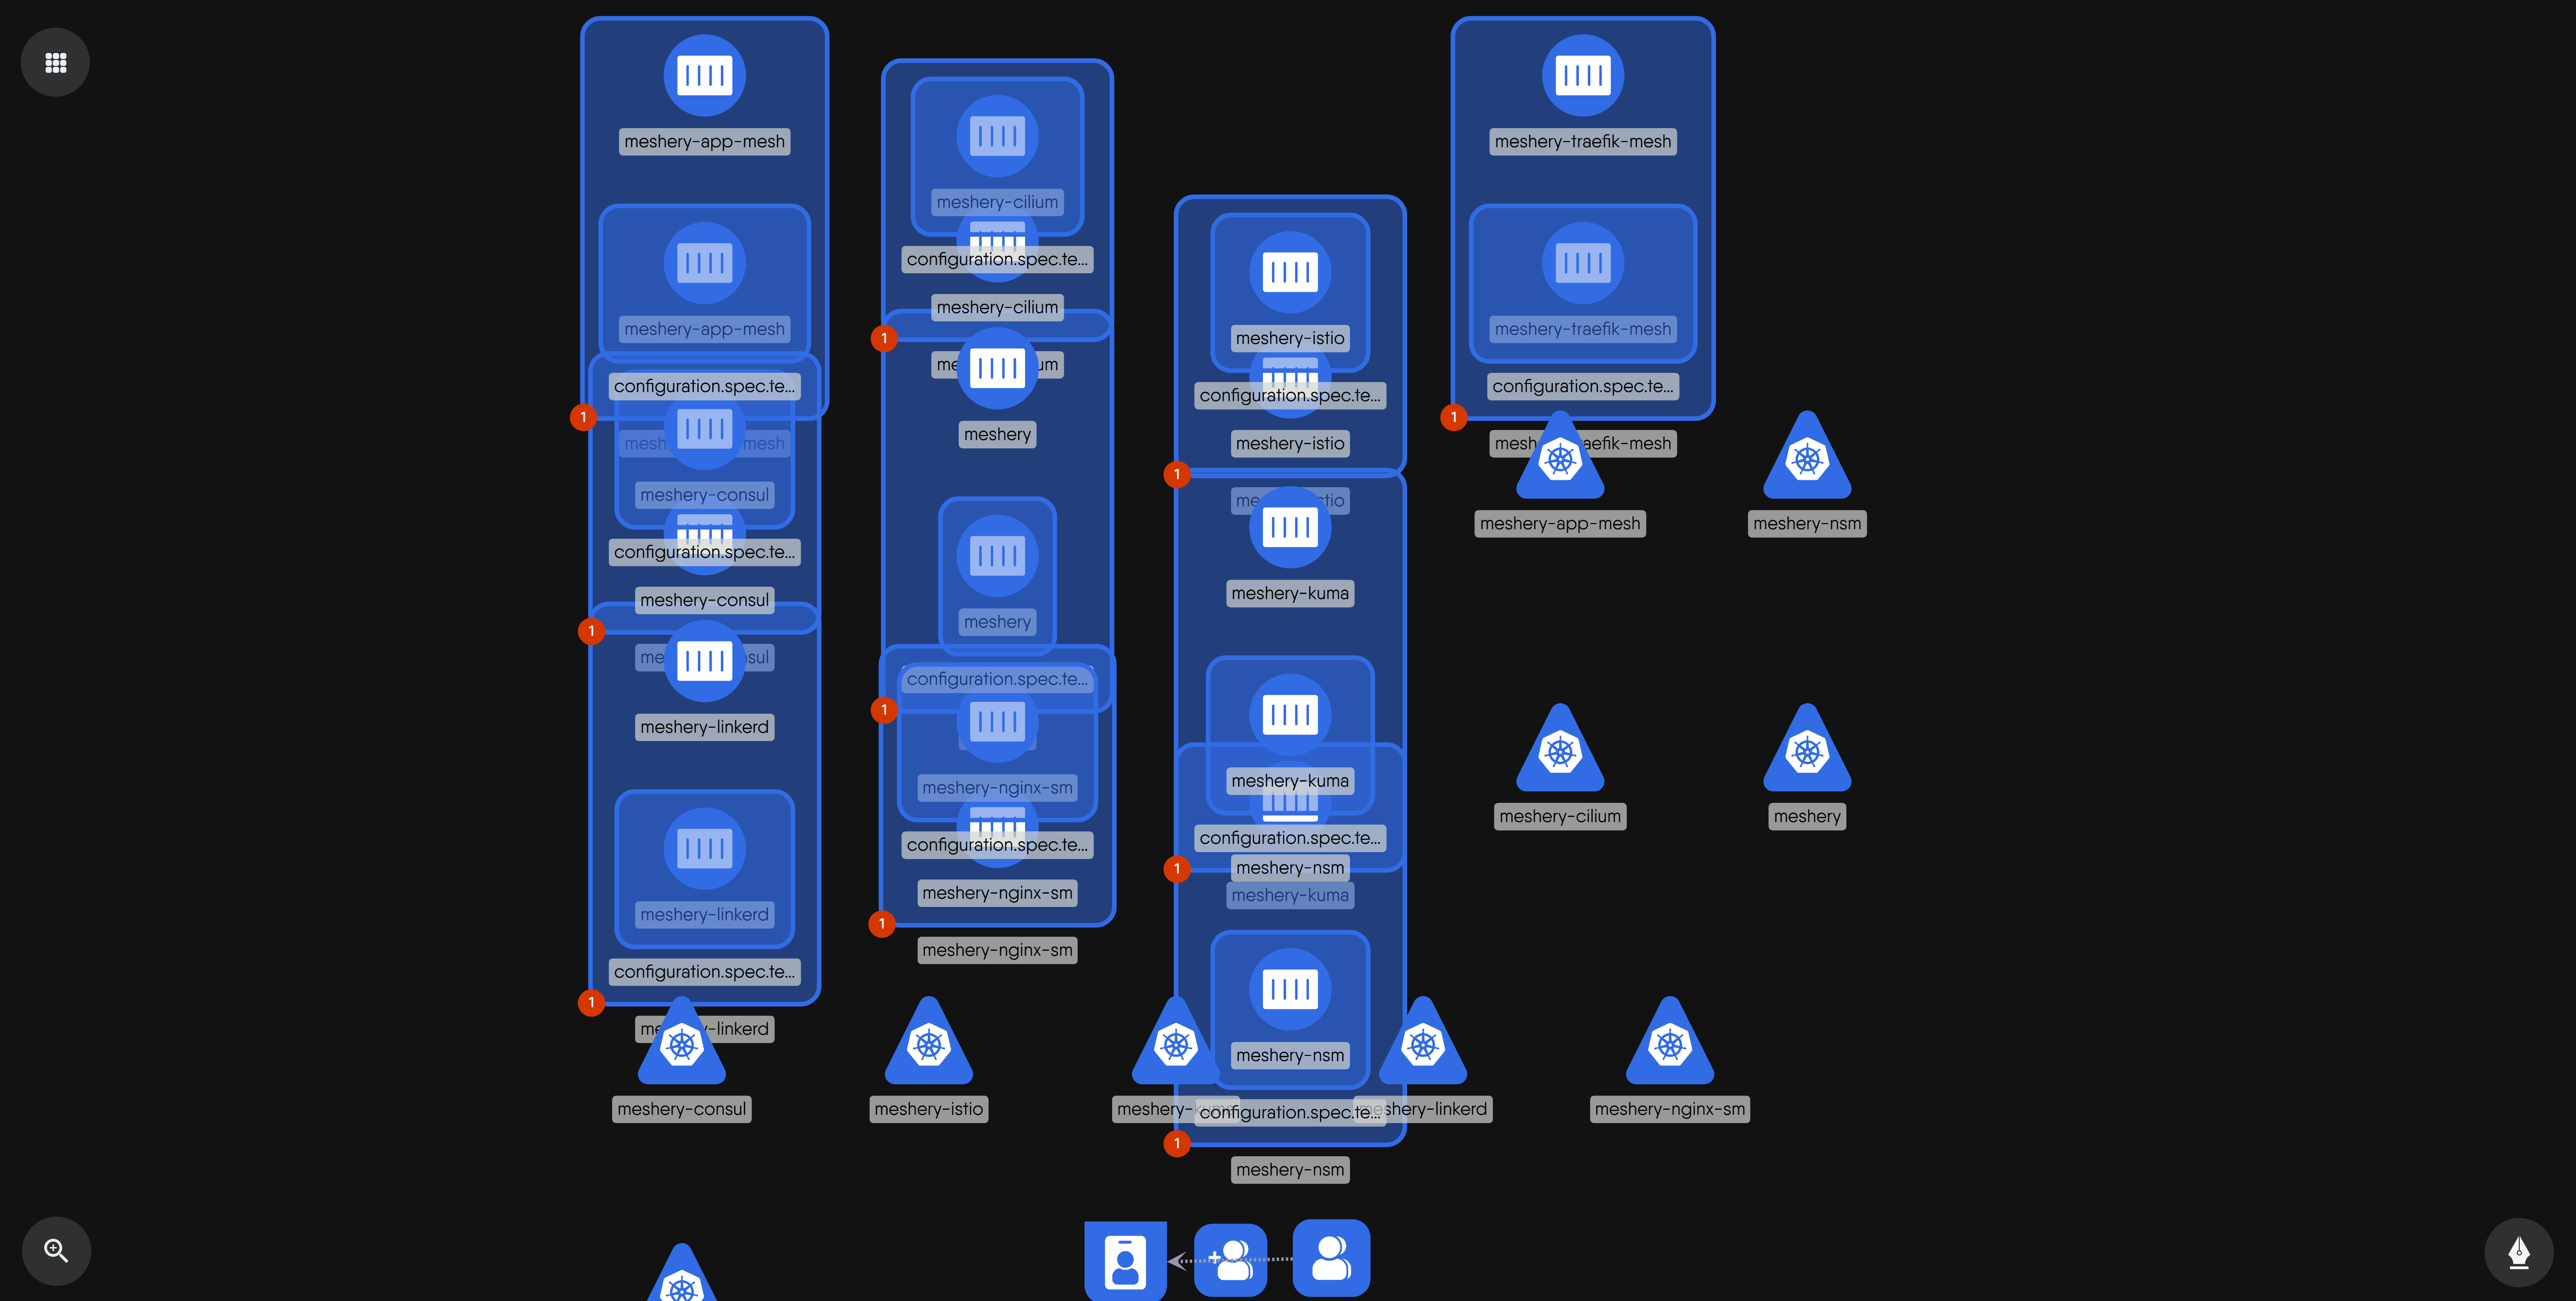 meshery-app-mesh
meshery-app-mesh
configuration.spec.te...
mesh mesh
meshery-consul
configuration.spec.te...
meshery-consul
1
1
me sul
meshery-linkerd
meshery-linkerd
configuration.spec.te...
1
me -linkerd
meshery-cilium
configuration.spec.te...
meshery-cilium
1
me um
meshery
meshery
configuration.spec.te...
1
meshery-nginx-sm
configuration.spec.te...
meshery-nginx-sm
1
meshery-nginx-sm
meshery-istio
configuration.spec.te...
meshery-istio
1
me stio
meshery-kuma
meshery-kuma
configuration.spec.te...
meshery-nsm
1
meshery-kuma
meshery-nsm
configuration.spec.te...
1
meshery-nsm
meshery-traefik-mesh
meshery-traefik-mesh
configuration.spec.te...
1
mesh aefik-mesh
meshery-app-mesh
meshery-nsm
meshery-cilium
meshery
meshery-consul
meshery-istio
meshery-
shery-linkerd
meshery-nginx-sm